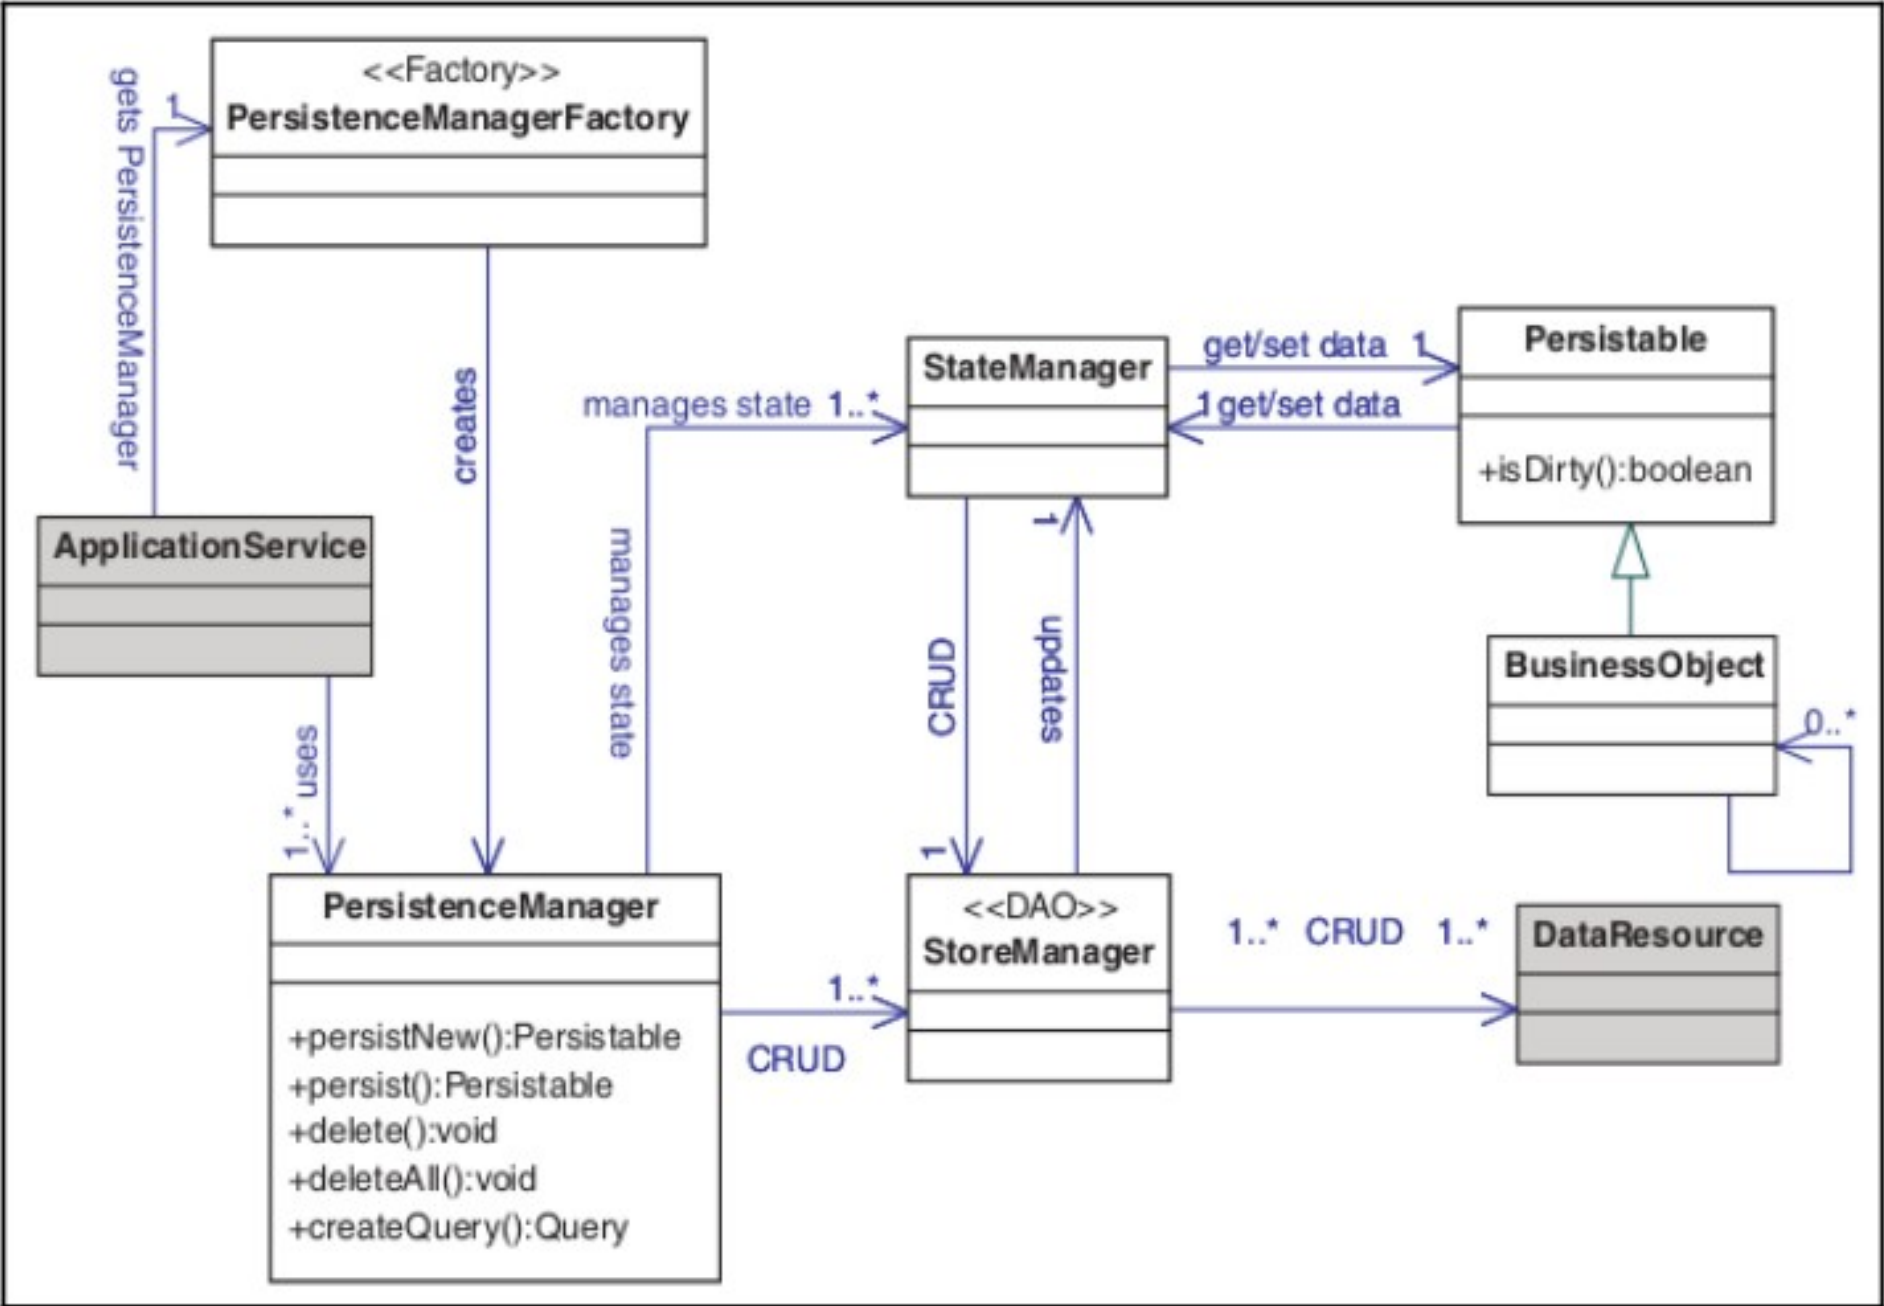 <<Factory>>
PersistenceManagerFactory
1
gets PersistenceManager
creates
ApplicationService
1..* uses
manages state 1..*
manages state
StateManager
get/set data 1
1get/set data
Persistable
+isDirty():boolean
BusinessObject
0..*
CRUD
1
updates
1
PersistenceManager
+persistNew():Persistable
+persist():Persistable
+delete():void
+deleteAll():void
+createQuery():Query
1..*
CRUD
<<DAO>>
StoreManager
1..* CRUD 1..*
DataResource